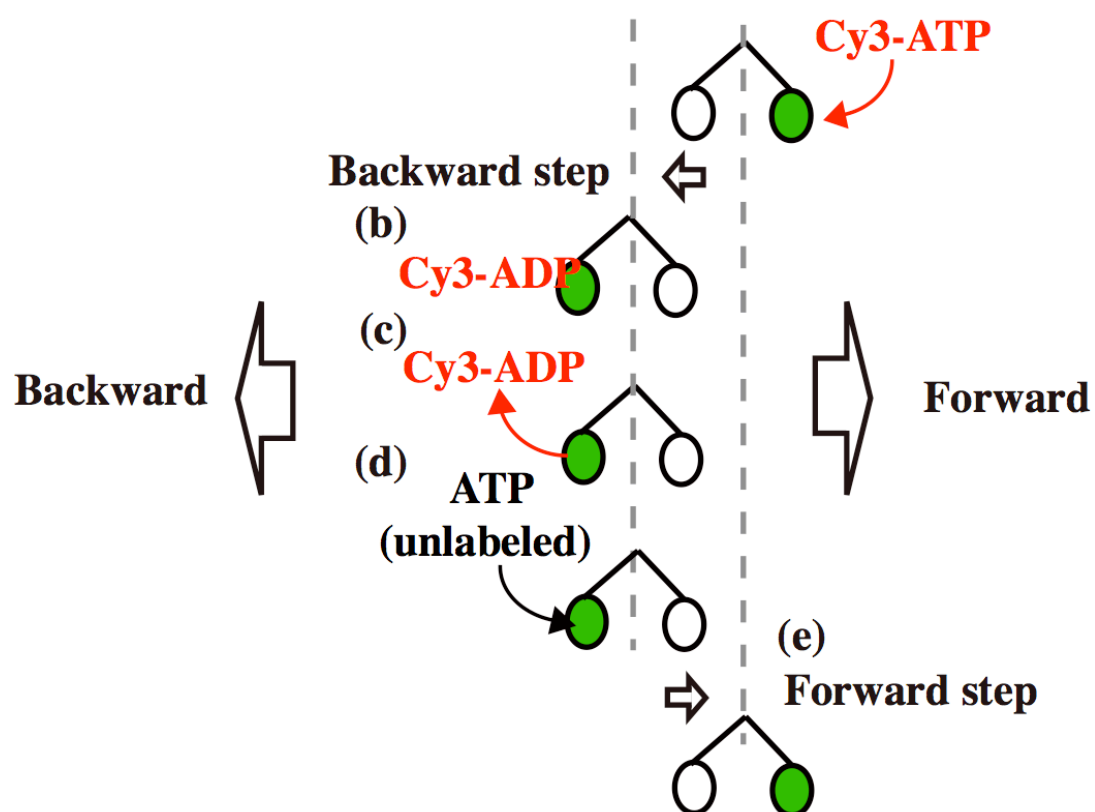 Cy3-ATP
Backward step
(b)
Cy3-ADP
(c)
Cy3-ADP
Backward
Forward
(d)
ATP
(unlabeled)
(e)
Forward step